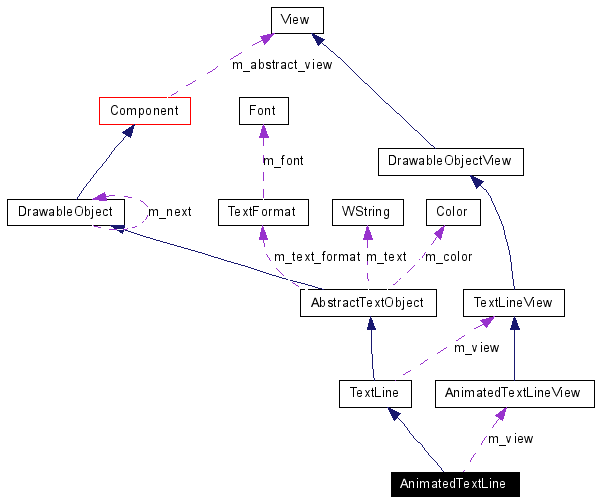 View
m_abstract_view
Component
Font
m_font
DrawableObjectView
DrawableObject
m_next
TextFormat
WString
Color
m_text_format
m_text
m_color
AbstractTextObject
TextLineView
m_view
TextLine
AnimatedTextLineView
m_view
AnimatedTextLine